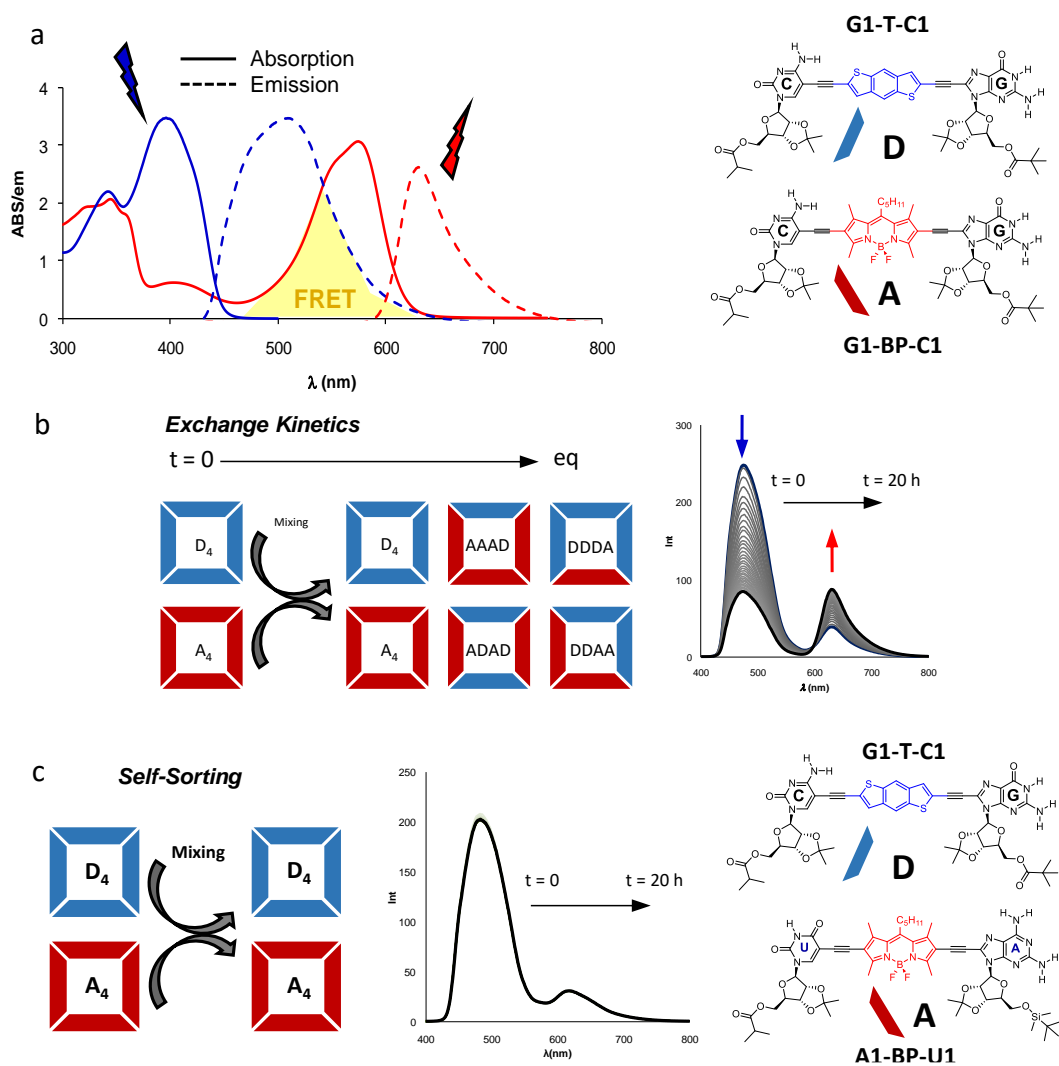 a
Absorption
Emission
ABS/em
4
3
2
1
0
FRET
300 400 500 600 700 800
λ (nm)
G1-T-C1
C
G
D
C5H11
C
G
A
G1-BP-C1
b
Exchange Kinetics
t = 0
eq
Mixing
D4
D4
AAAD
DDDA
A4
A4
ADAD
DDAA
300
200
100
0
Int
t = 0
t = 20 h
400 500 600 700 800
λ (nm)
c
Self-Sorting
Mixing
D4
D4
A4
A4
250
200
150
100
50
0
Int
t = 0
t = 20 h
400 500 600 700 800
λ(nm)
G1-T-C1
C
G
D
C5H11
U
A
A
A1-BP-U1